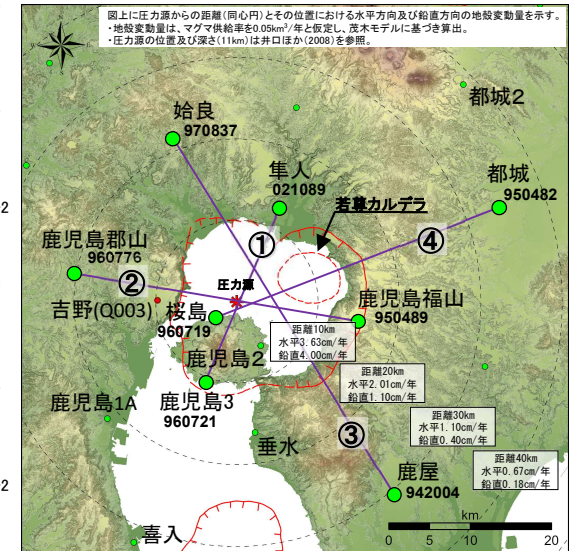 図上に圧力源からの距離(同心円)とその位置における水平方向及び鉛直方向の地殻変動量を示す。
・地殻変動量は、マグマ供給率を0.05km³/年と仮定し、茂木モデルに基づき算出。
・圧力源の位置及び深さ(11km)は井口ほか(2008)を参照。
都城2
姶良
970837
隼人
021089
都城
950482
2
若尊カルデラ
①
④
鹿児島郡山
960776
②
圧力源
吉野(Q003)
桜島
960719
鹿児島福山
950489
距離10km
水平3.63cm/年
鉛直4.00cm/年
鹿児島2
距離20km
水平2.01cm/年
鉛直1.10cm/年
鹿児島1A
鹿児島3
960721
距離30km
水平1.10cm/年
鉛直0.40cm/年
③
垂水
距離40km
水平0.67cm/年
鉛直0.18cm/年
鹿屋
942004
2
喜入
km
0 5 10 20